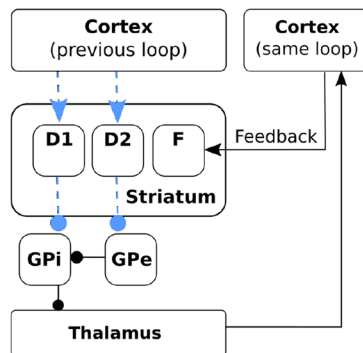 Cortex
(previous loop)
Cortex
(same loop)
D1
D2
F
Feedback
Striatum
GPi
GPe
Thalamus